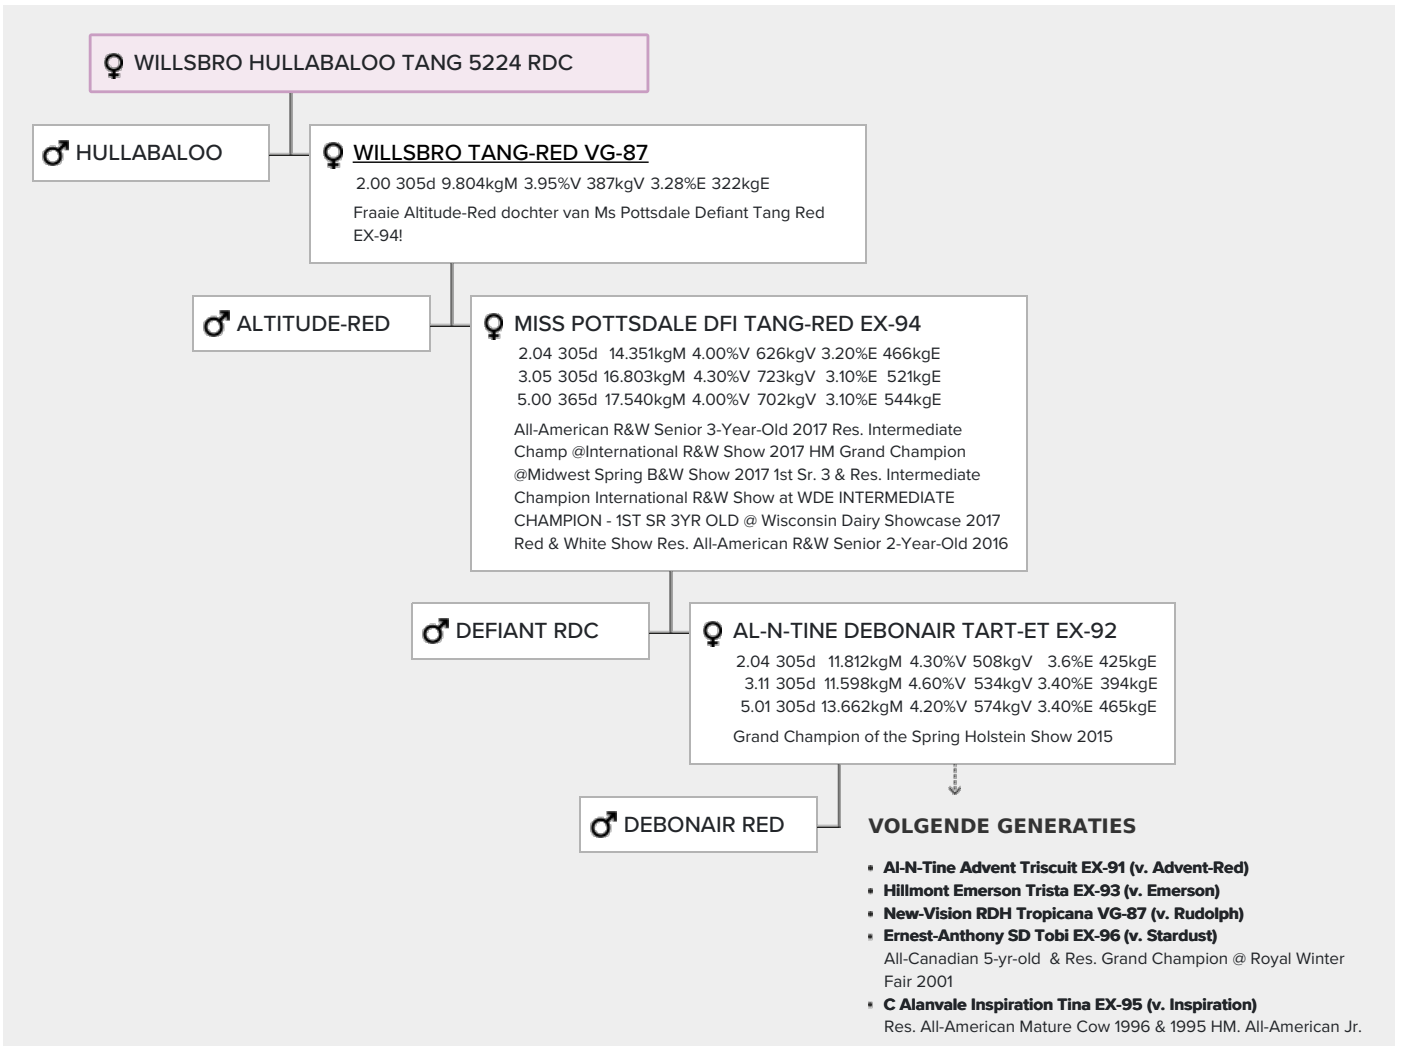 WILLSBRO HULLABALOO TANG 5224 RDC
HULLABALOO
WILLSBRO TANG-RED VG-87
2.00 305d 9.804kgM 3.95%V 387kgV 3.28%E 322kgE
Fraaie Altitude-Red dochter van Ms Pottsdale Defiant Tang Red
EX-94!
ALTITUDE-RED
MISS POTTSDALE DFI TANG-RED EX-94
2.04 305d 14.351kgM 4.00%V 626kgV 3.20%E 466kgE
3.05 305d 16.803kgM 4.30%V 723kgV 3.10%E 521kgE
5.00 365d 17.540kgM 4.00%V 702kgV 3.10%E 544kgE
All-American R&W Senior 3-Year-Old 2017 Res. Intermediate
Champ @International R&W Show 2017 HM Grand Champion
@Midwest Spring B&W Show 2017 1st Sr. 3 & Res. Intermediate
Champion International R&W Show at WDE INTERMEDIATE
CHAMPION - 1ST SR 3YR OLD @ Wisconsin Dairy Showcase 2017
Red & White Show Res. All-American R&W Senior 2-Year-Old 2016
DEFIANT RDC
AL-N-TINE DEBONAIR TART-ET EX-92
2.04 305d 11.812kgM 4.30%V 508kgV 3.6%E 425kgE
3.11 305d 11.598kgM 4.60%V 534kgV 3.40%E 394kgE
5.01 305d 13.662kgM 4.20%V 574kgV 3.40%E 465kgE
Grand Champion of the Spring Holstein Show 2015
DEBONAIR RED
VOLGENDE GENERATIES
• Al-N-Tine Advent Triscuit EX-91 (v. Advent-Red)
• Hillmont Emerson Trista EX-93 (v. Emerson)
• New-Vision RDH Tropicana VG-87 (v. Rudolph)
• Ernest-Anthony SD Tobi EX-96 (v. Stardust)
All-Canadian 5-yr-old & Res. Grand Champion @ Royal Winter
Fair 2001
• C Alanvale Inspiration Tina EX-95 (v. Inspiration)
Res. All-American Mature Cow 1996 & 1995 HM. All-American Jr.